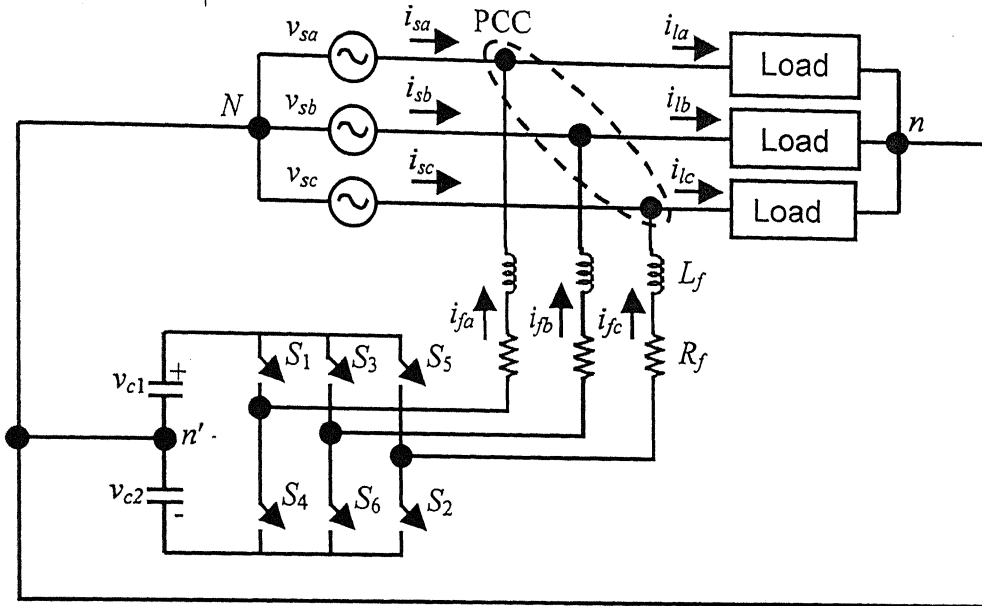 v_sa
i_sa
PCC
i_la
Load
N
v_sb
i_sb
i_lb
Load
n
v_sc
i_sc
i_lc
Load
L_f
i_fa
i_fb
i_fc
R_f
S_1
S_3
S_5
v_c1
+
n'
v_c2
-
S_4
S_6
S_2